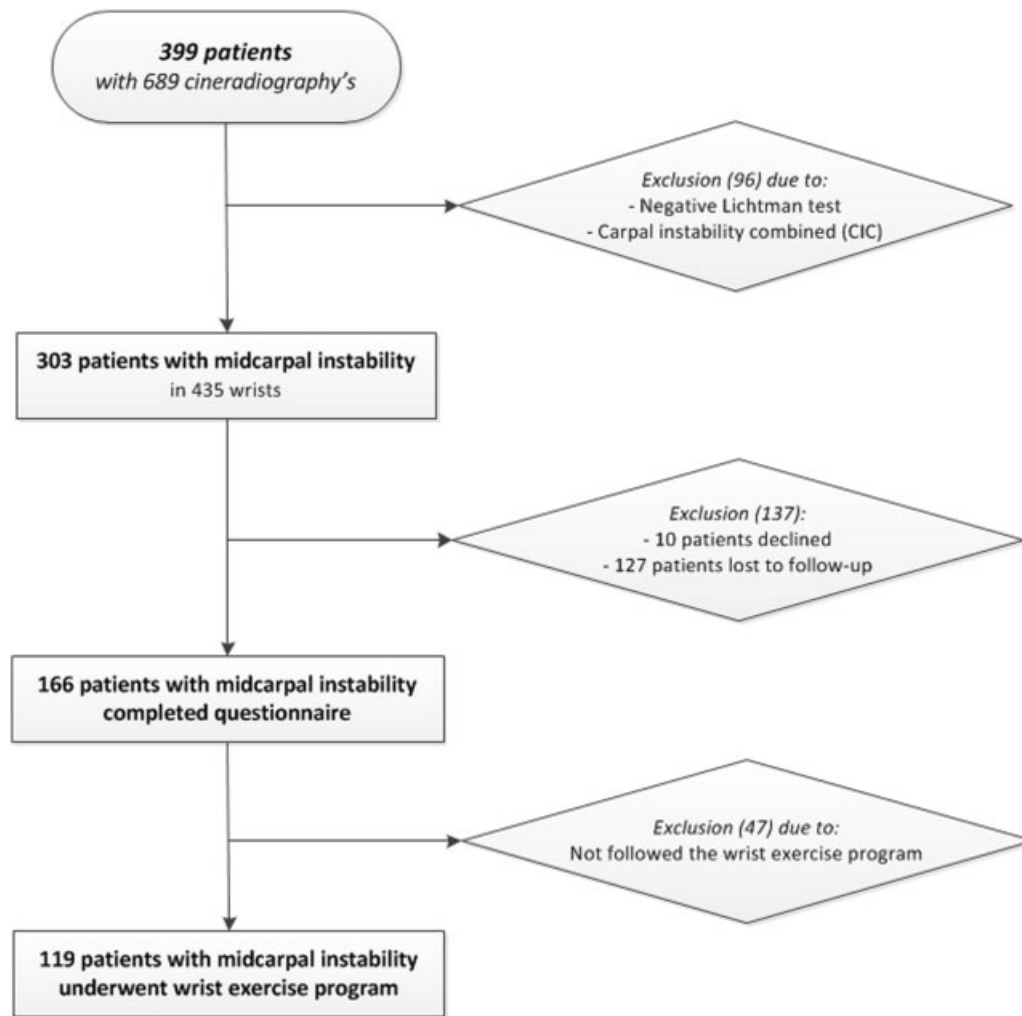 399 patients
with 689 cineradiography's
Exclusion (96) due to:
- Negative Lichtman test
- Carpal instability combined (CIC)
303 patients with midcarpal instability
in 435 wrists
Exclusion (137):
- 10 patients declined
- 127 patients lost to follow-up
166 patients with midcarpal instability
completed questionnaire
Exclusion (47) due to:
Not followed the wrist exercise program
119 patients with midcarpal instability
underwent wrist exercise program